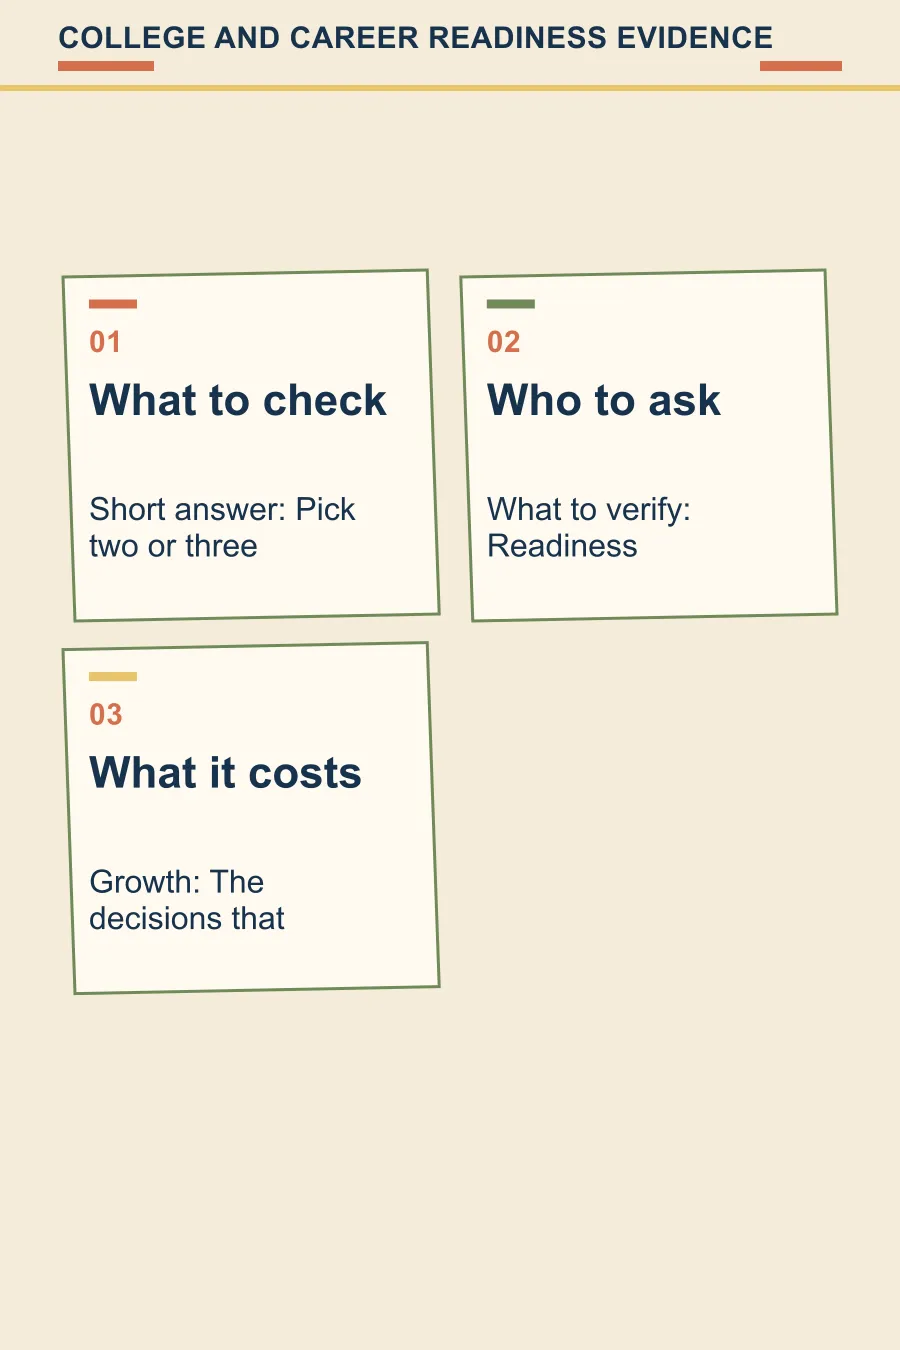 COLLEGE AND CAREER READINESS EVIDENCE
01
What to check
Short answer: Pick
two or three
02
Who to ask
What to verify:
Readiness
03
What it costs
Growth: The
decisions that